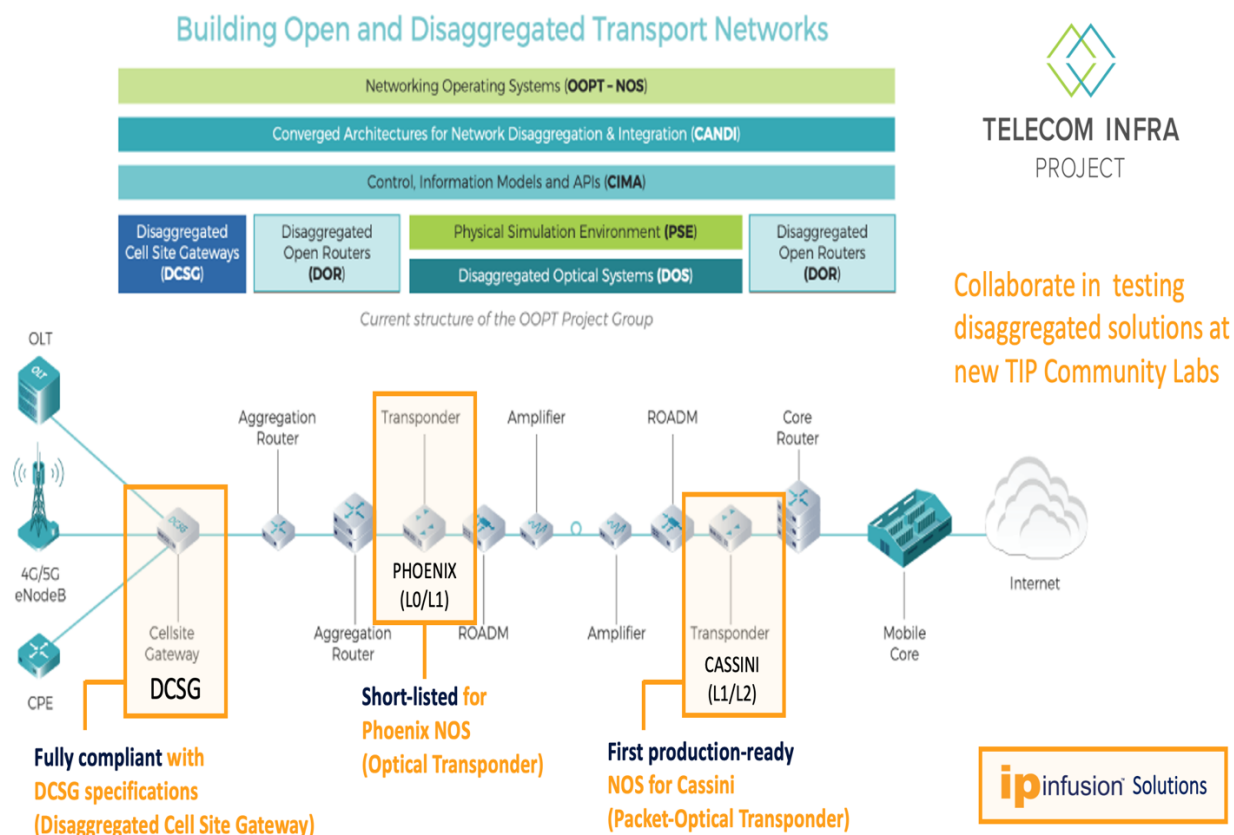 Building Open and Disaggregated Transport Networks
TELECOM INFRA
PROJECT
Networking Operating Systems (OOPT – NOS)
Converged Architectures for Network Disaggregation & Integration (CANDI)
Control, Information Models and APIs (CIMA)
Disaggregated
Cell Site Gateways
(DCSG)
Disaggregated
Open Routers
(DOR)
Physical Simulation Environment (PSE)
Disaggregated Optical Systems (DOS)
Disaggregated
Open Routers
(DOR)
Current structure of the OOPT Project Group
Collaborate in testing
disaggregated solutions at
new TIP Community Labs
OLT
OLT
4G/5G
eNodeB
CPE
DCSG
Cellsite
Gateway
DCSG
Aggregation
Router
Aggregation
Router
Transponder
PHOENIX
(L0/L1)
ROADM
Amplifier
Amplifier
ROADM
Transponder
CASSINI
(L1/L2)
Core
Router
Mobile
Core
Internet
Fully compliant with
DCSG specifications
(Disaggregated Cell Site Gateway)
Short-listed for
Phoenix NOS
(Optical Transponder)
First production-ready
NOS for Cassini
(Packet-Optical Transponder)
ipinfusion™ Solutions